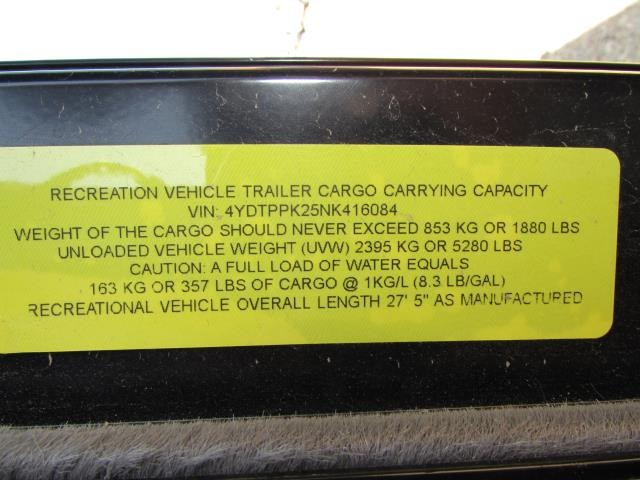 RECREATION VEHICLE TRAILER CARGO CARRYING CAPACITY
VIN: 4YDTPPK25NK416084
WEIGHT OF THE CARGO SHOULD NEVER EXCEED 853 KG OR 1880 LBS
UNLOADED VEHICLE WEIGHT (UVW) 2395 KG OR 5280 LBS
CAUTION: A FULL LOAD OF WATER EQUALS
163 KG OR 357 LBS OF CARGO @ 1KG/L (8.3 LB/GAL)
RECREATIONAL VEHICLE OVERALL LENGTH 27' 5" AS MANUFACTURED